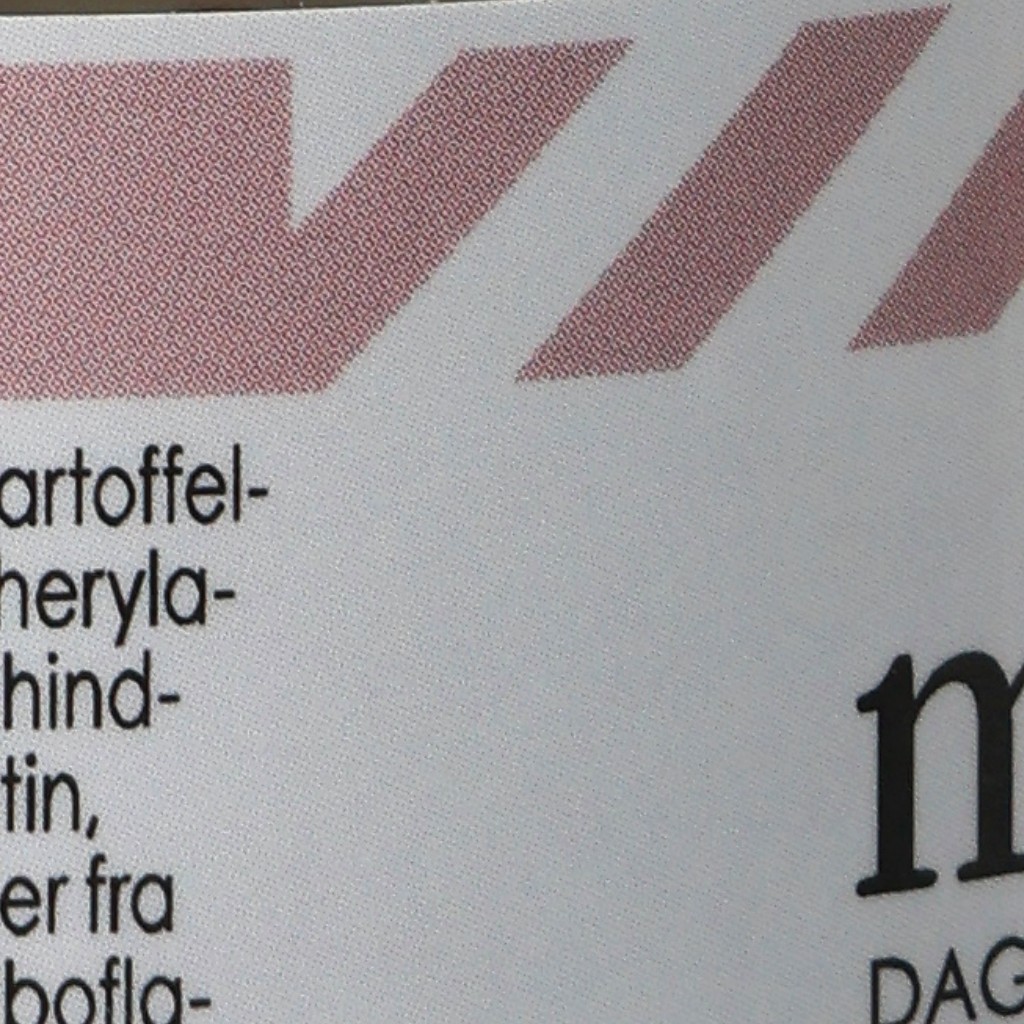 artoffel-
heryla-
hind-
tin,
er fra
bofla-
m
DAG